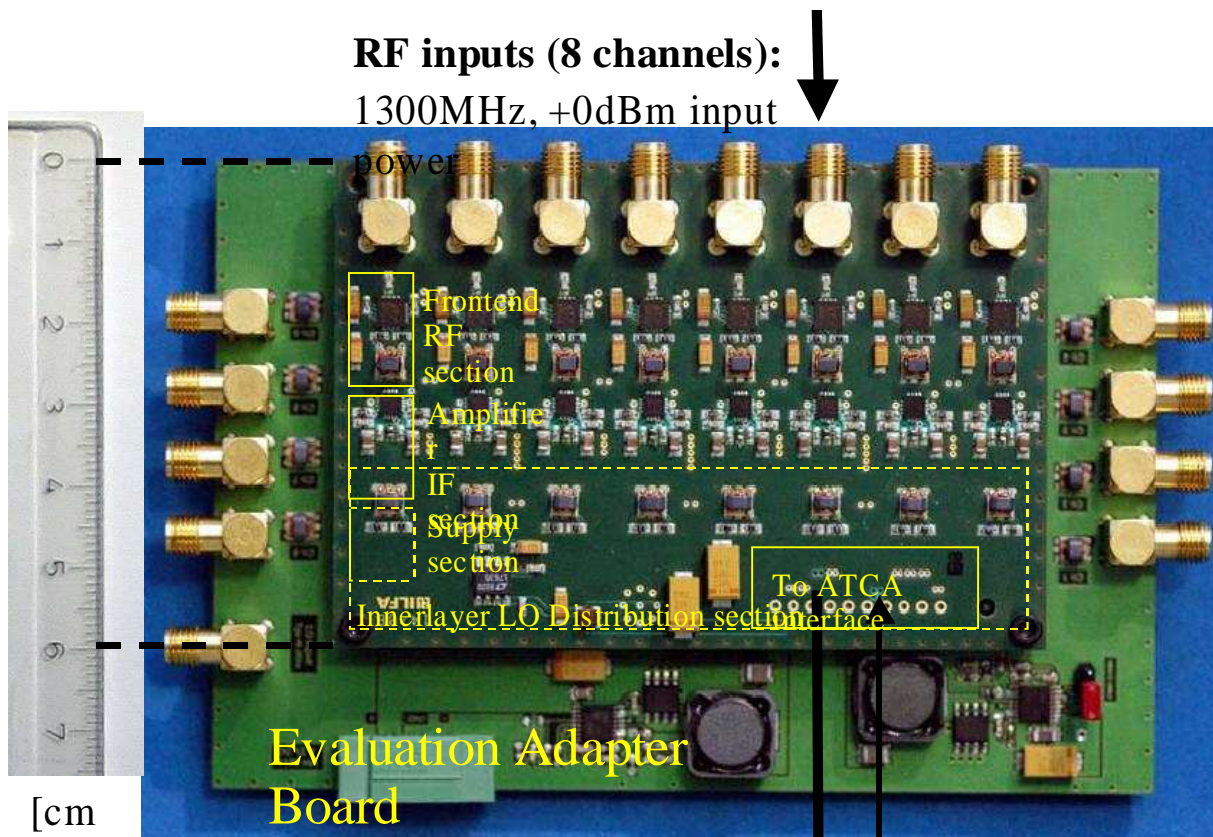 RF inputs (8 channels):
1300MHz, +0dBm input
power
0
1
2
3
4
5
6
7
[cm
Frontend
RF
section
Amplifie
r
IF
section
Supply
section
To ATCA
interface
Innerlayer LO Distribution section
Evaluation Adapter
Board